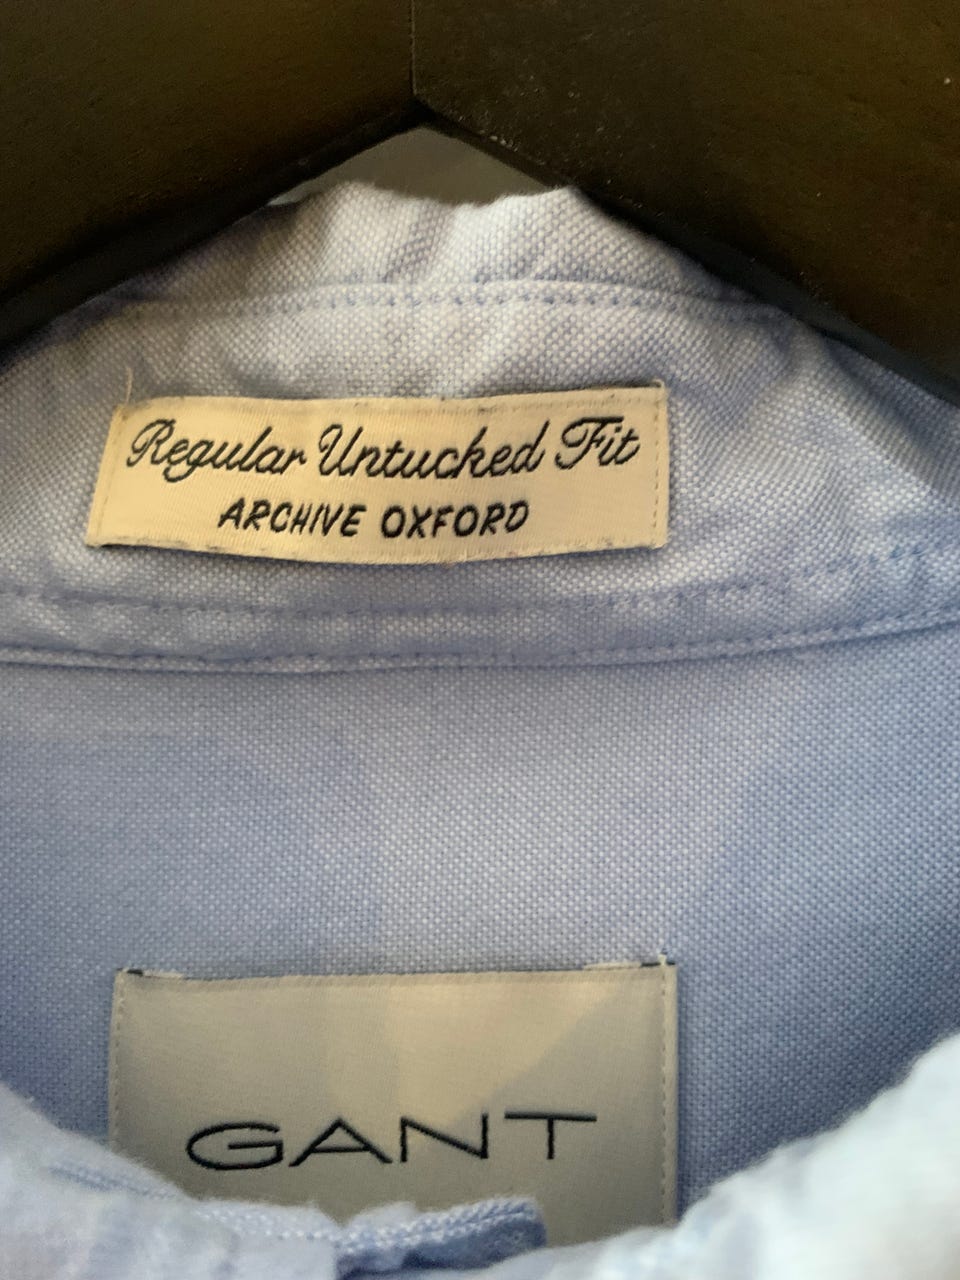 Regular Untucked Fit
ARCHIVE OXFORD
GANT